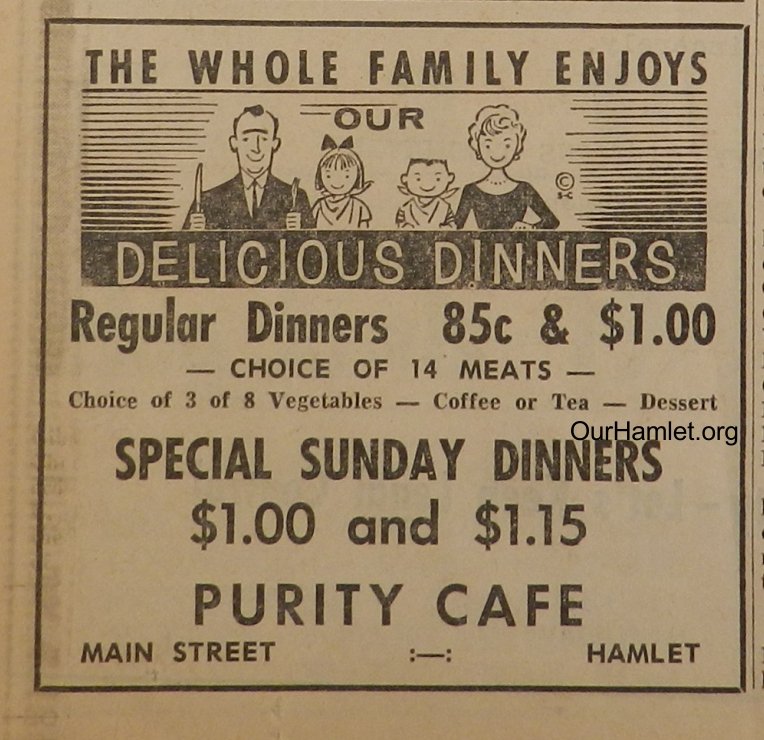 THE WHOLE FAMILY ENJOYS
OUR
©
DELICIOUS DINNERS
Regular Dinners 85c & $1.00
— CHOICE OF 14 MEATS —
Choice of 3 of 8 Vegetables — Coffee or Tea — Dessert
OurHamlet.org
SPECIAL SUNDAY DINNERS
$1.00 and $1.15
PURITY CAFE
MAIN STREET :—: HAMLET